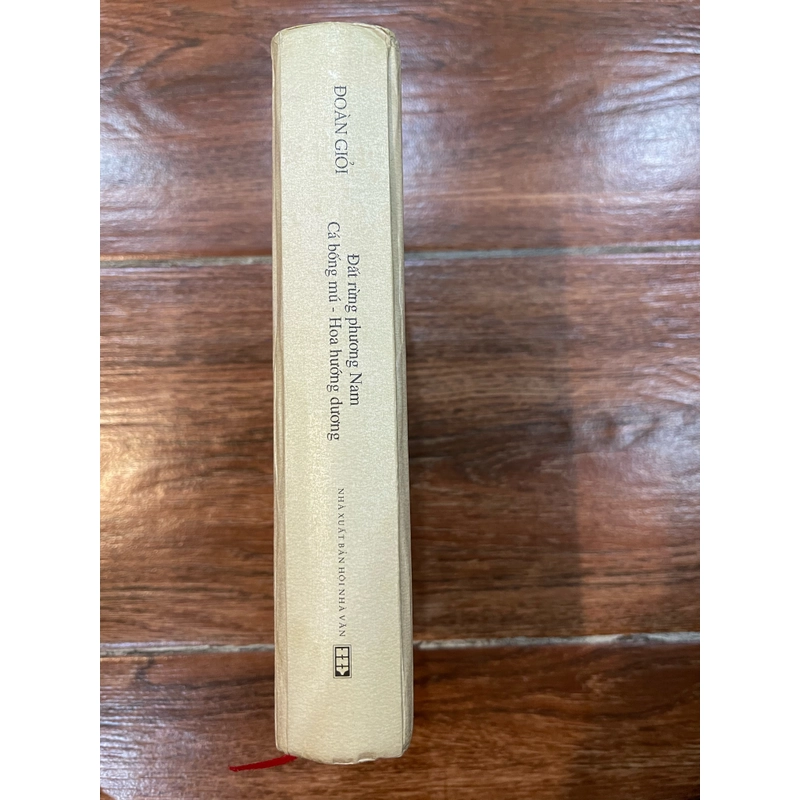 ĐOÀN GIỎI
Đất rừng phương Nam
Cá bống mú - Hoa hướng dương
NHÀ XUẤT BẢN HỘI NHÀ VĂN